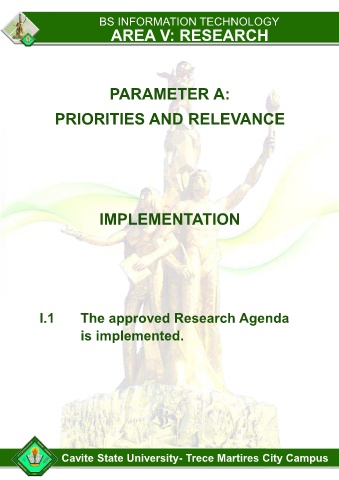 BS INFORMATION TECHNOLOGY
AREA V: RESEARCH
PARAMETER A:
PRIORITIES AND RELEVANCE
IMPLEMENTATION
I.1 The approved Research Agenda
is implemented.
Cavite State University- Trece Martires City Campus